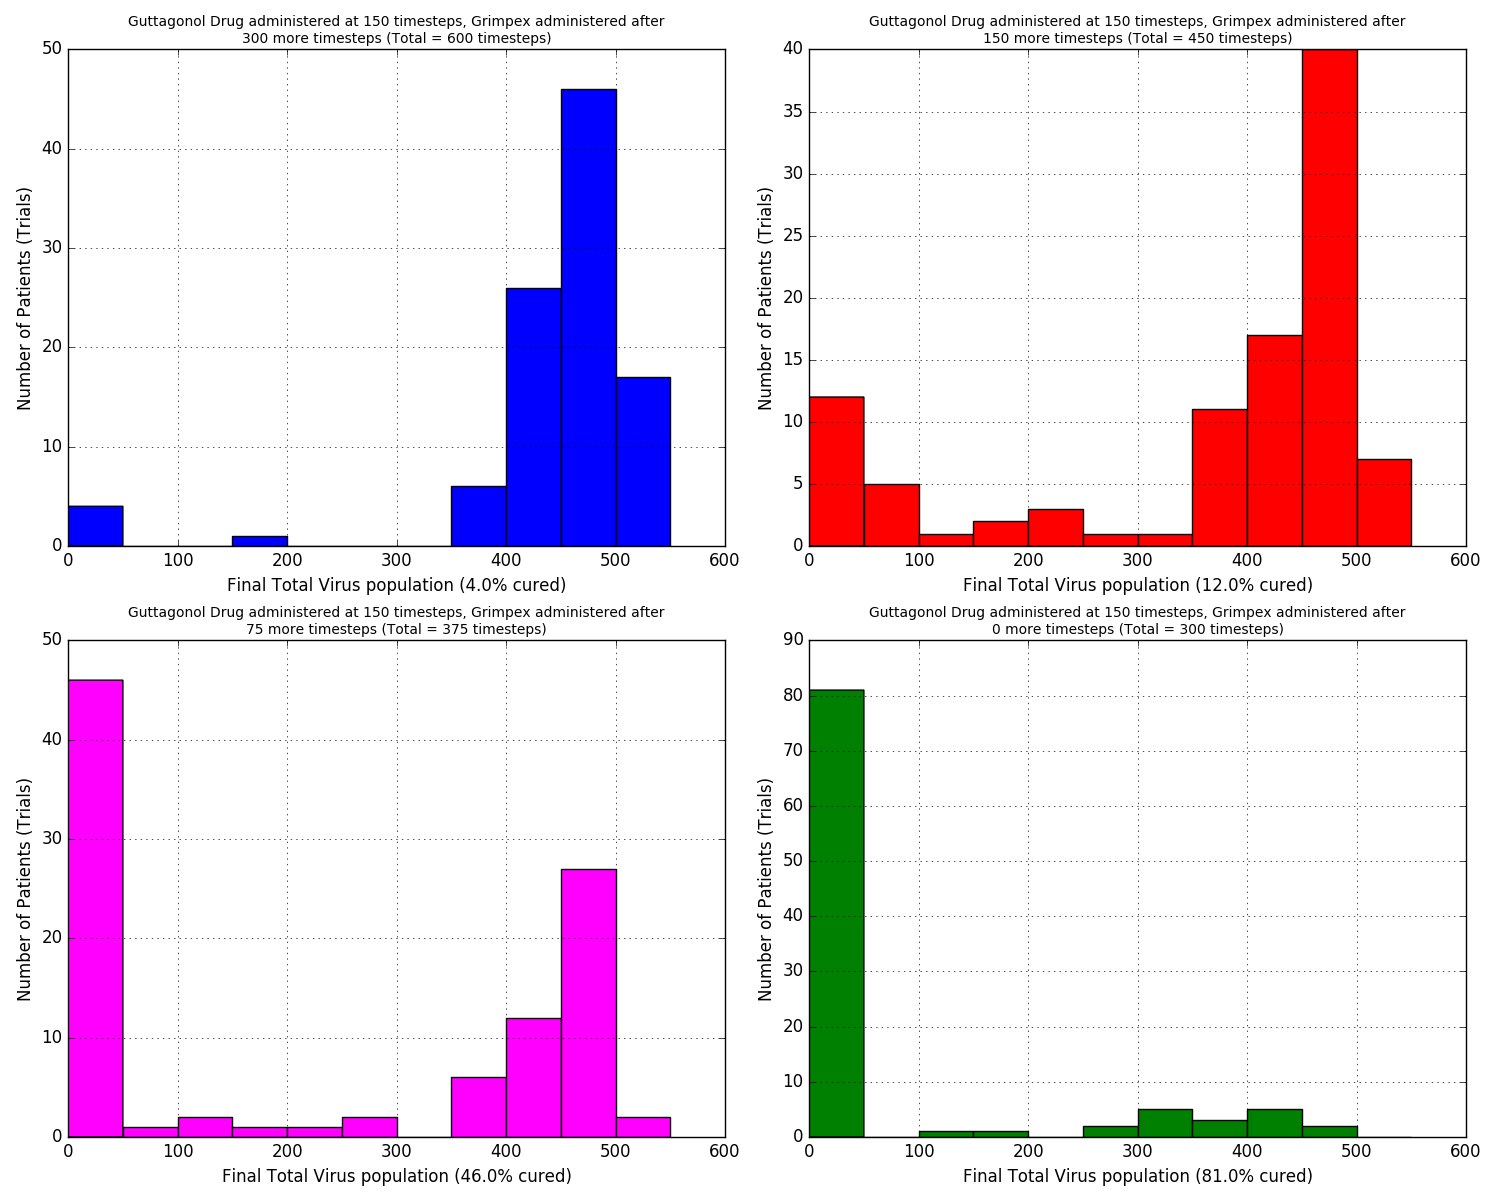 Guttagonol Drug administered at 150 timesteps, Grimpex administered after
300 more timesteps (Total = 600 timesteps)
Number of Patients (Trials)
50
40
30
20
10
0
0 100 200 300 400 500 600
Final Total Virus population (4.0% cured)
Guttagonol Drug administered at 150 timesteps, Grimpex administered after
150 more timesteps (Total = 450 timesteps)
Number of Patients (Trials)
40
35
30
25
20
15
10
5
0
0 100 200 300 400 500 600
Final Total Virus population (12.0% cured)
Guttagonol Drug administered at 150 timesteps, Grimpex administered after
75 more timesteps (Total = 375 timesteps)
Number of Patients (Trials)
50
40
30
20
10
0
0 100 200 300 400 500 600
Final Total Virus population (46.0% cured)
Guttagonol Drug administered at 150 timesteps, Grimpex administered after
0 more timesteps (Total = 300 timesteps)
Number of Patients (Trials)
90
80
70
60
50
40
30
20
10
0
0 100 200 300 400 500 600
Final Total Virus population (81.0% cured)